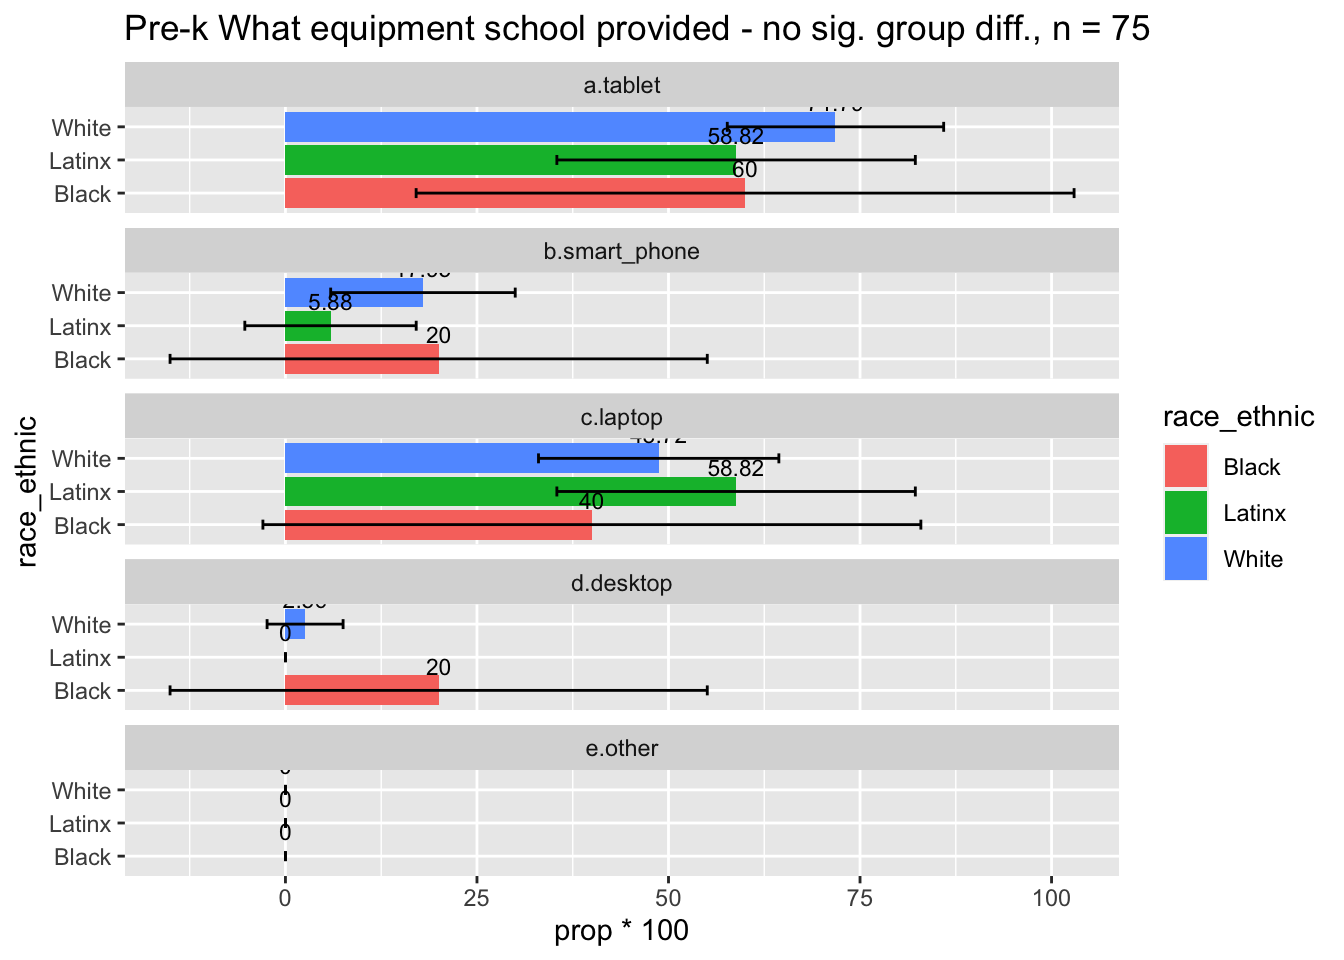 Pre-k What equipment school provided - no sig. group diff., n = 75
a.tablet
White
58.82
Latinx
60
Black
b.smart_phone
White
5.88
Latinx
20
Black
c.laptop
White
58.82
Latinx
40
Black
d.desktop
White
0
Latinx
20
Black
e.other
White
0
Latinx
0
Black
0 25 50 75 100
prop * 100
race_ethnic
race_ethnic
Black
Latinx
White